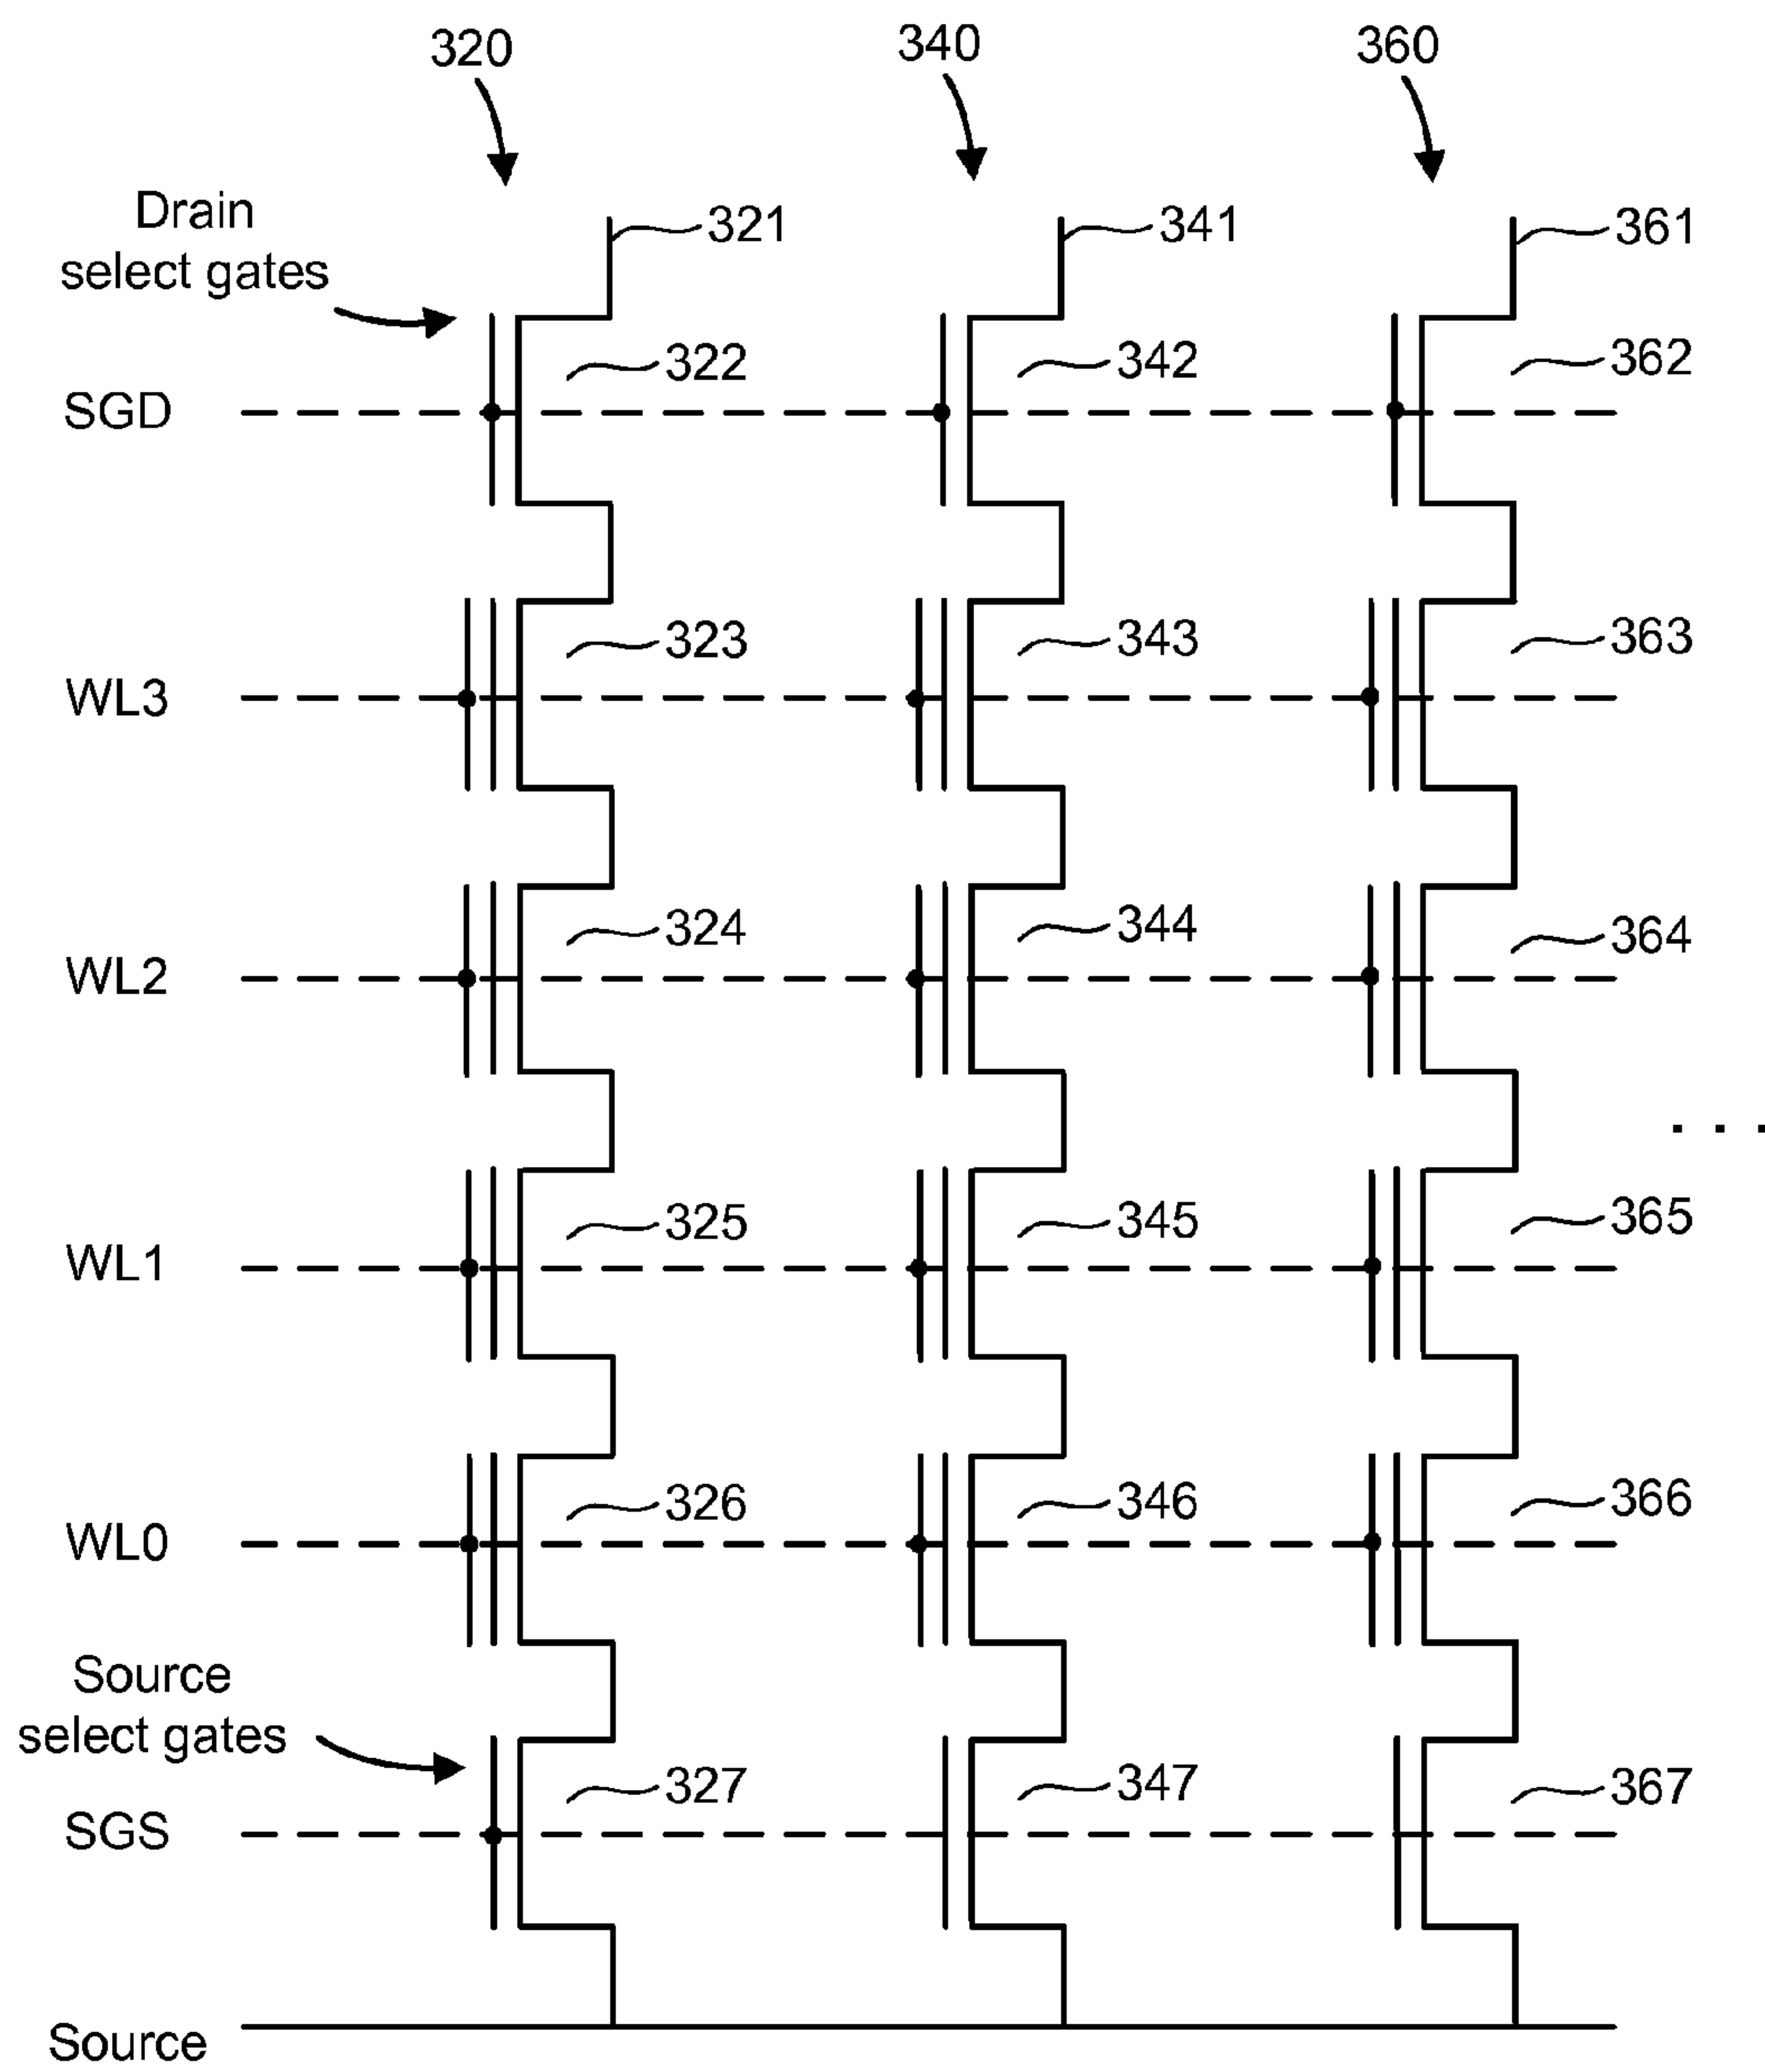 320 340 360
Drain
select gates
321 341 361
322 342 362
SGD
323 343 363
WL3
324 344 364
WL2
. . .
325 345 365
WL1
326 346 366
WL0
Source
select gates
327 347 367
SGS
Source